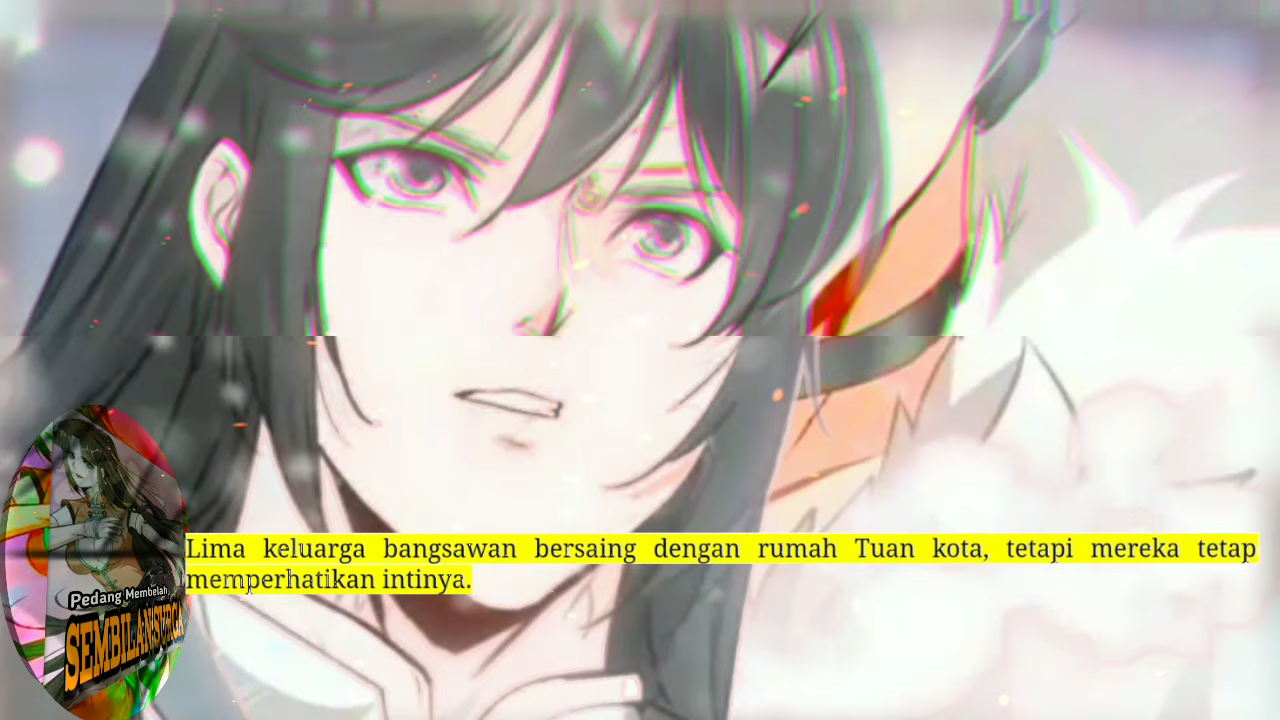 Lima keluarga bangsawan bersaing dengan rumah Tuan kota, tetapi mereka tetap
memperhatikan intinya.
Pedang Membelah
SEMBILAN SURGA